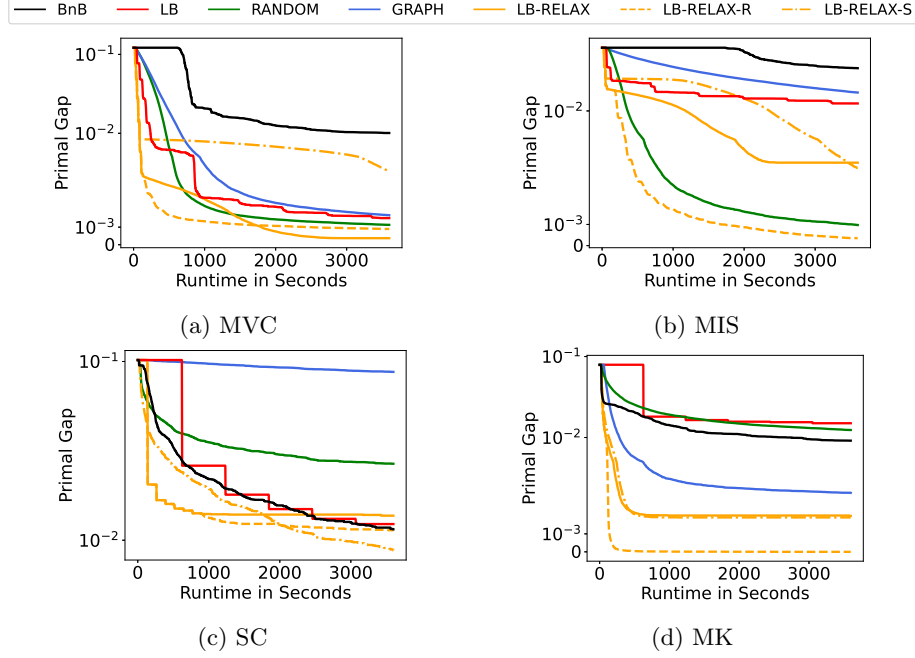 BnB LB RANDOM GRAPH LB-RELAX LB-RELAX-R LB-RELAX-S
10⁻¹
10⁻²
10⁻³
0
Primal Gap
0 1000 2000 3000
Runtime in Seconds
(a) MVC
10⁻²
10⁻³
0
Primal Gap
0 1000 2000 3000
Runtime in Seconds
(b) MIS
10⁻¹
10⁻²
Primal Gap
0 1000 2000 3000
Runtime in Seconds
(c) SC
10⁻¹
10⁻²
10⁻³
0
Primal Gap
0 1000 2000 3000
Runtime in Seconds
(d) MK